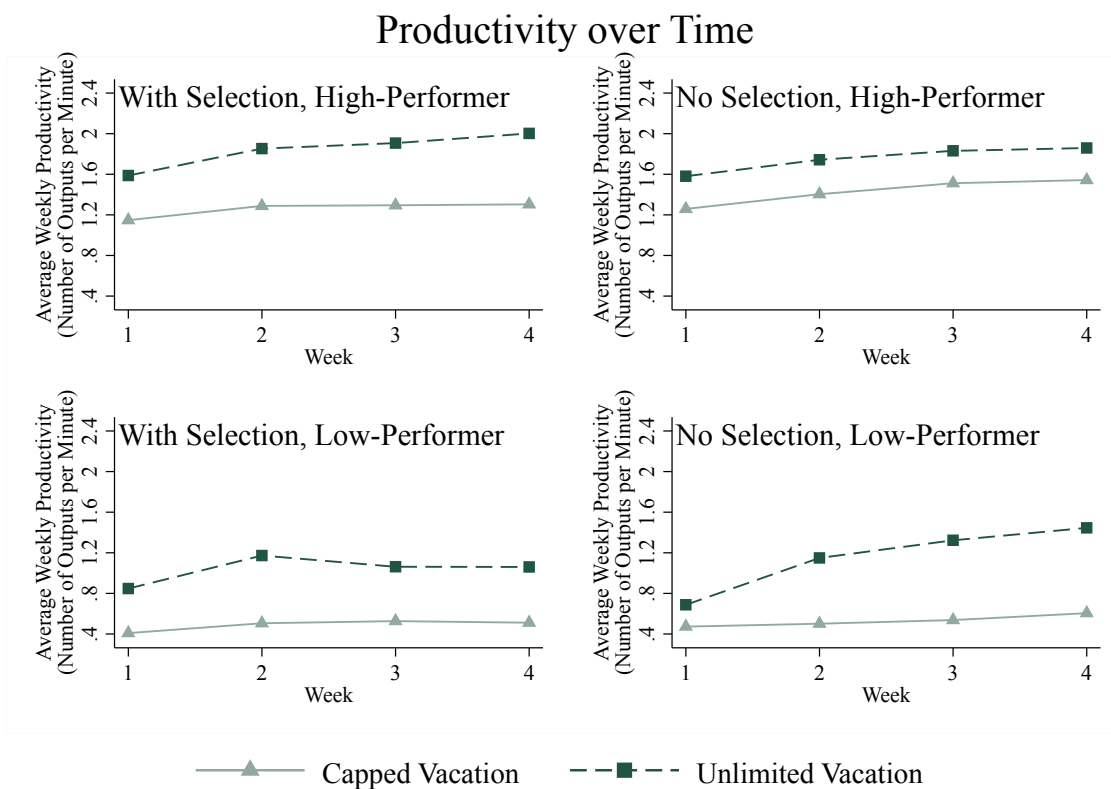 Productivity over Time
With Selection, High-Performer
Average Weekly Productivity
(Number of Outputs per Minute)
2.4
2
1.6
1.2
.8
.4
1 2 3 4
Week
No Selection, High-Performer
Average Weekly Productivity
(Number of Outputs per Minute)
2.4
2
1.6
1.2
.8
.4
1 2 3 4
Week
With Selection, Low-Performer
Average Weekly Productivity
(Number of Outputs per Minute)
2.4
2
1.6
1.2
.8
.4
1 2 3 4
Week
No Selection, Low-Performer
Average Weekly Productivity
(Number of Outputs per Minute)
2.4
2
1.6
1.2
.8
.4
1 2 3 4
Week
Capped Vacation Unlimited Vacation